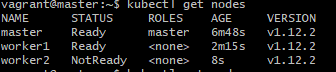 vagrant@master:~$ kubectl get nodes
NAME STATUS ROLES AGE VERSION
master Ready master 6m48s v1.12.2
worker1 Ready <none> 2m15s v1.12.2
worker2 NotReady <none> 8s v1.12.2